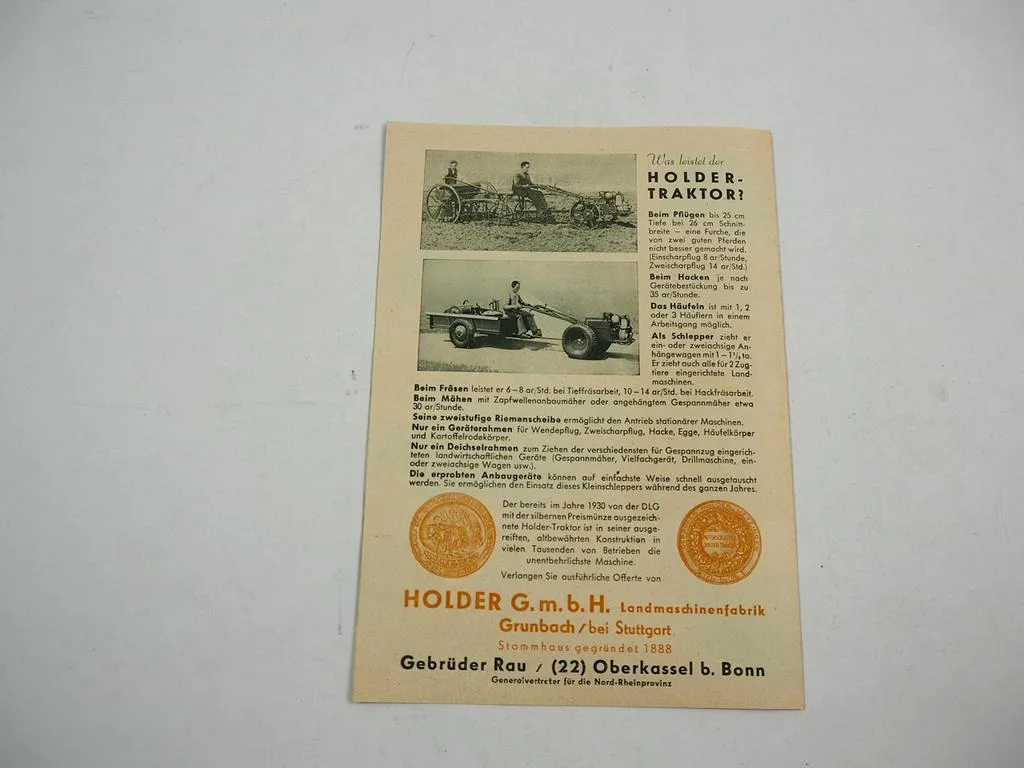 Was leistet der
HOLDER-
TRAKTOR?
Beim Pflügen bis 25 cm
Tiefe bei 26 cm Schnitt-
breite – eine Furche, die
von zwei guten Pferden
nicht besser gemacht wird.
(Einscharpflug 8 ar/Stunde,
Zweischarpflug 14 ar/Std.)
Beim Hacken je nach
Gerätebestückung bis zu
35 ar/Stunde.
Das Häufeln ist mit 1, 2
oder 3 Häuflern in einem
Arbeitsgang möglich.
Als Schlepper zieht er
ein- oder zweiachsige An-
hängewagen mit 1 – 1½ to.
Er zieht auch alle für 2 Zug-
tiere eingerichtete Land-
maschinen.
Beim Fräsen leistet er 6–8 ar/Std. bei Tieffräsarbeit, 10–14 ar/Std. bei Hackfräsarbeit.
Beim Mähen mit Zapfwellenanbaumäher oder angehängtem Gespannmäher etwa
30 ar/Stunde.
Seine zweistufige Riemenscheibe ermöglicht den Antrieb stationärer Maschinen.
Nur ein Geräterahmen für Wendepflug, Zweischarpflug, Hacke, Egge, Häufelkörper
und Kartoffelrodekörper.
Nur ein Deichselrahmen zum Ziehen der verschiedensten für Gespannzug eingerich-
teten landwirtschaftlichen Geräte (Gespannmäher, Vielfachgerät, Drillmaschine, ein-
oder zweiachsige Wagen usw.).
Die erprobten Anbaugeräte können auf einfachste Weise schnell ausgetauscht
werden. Sie ermöglichen den Einsatz dieses Kleinschleppers während des ganzen Jahres.
Der bereits im Jahre 1930 von der DLG
mit der silbernen Preismünze ausgezeich-
nete Holder-Traktor ist in seiner ausge-
reiften, altbewährten Konstruktion in
vielen Tausenden von Betrieben die
unentbehrlichste Maschine.
Verlangen Sie ausführliche Offerte von
HOLDER G.m.b.H. Landmaschinenfabrik
Grunbach / bei Stuttgart
Stammhaus gegründet 1888
Gebrüder Rau / (22) Oberkassel b. Bonn
Generalvertreter für die Nord-Rheinprovinz